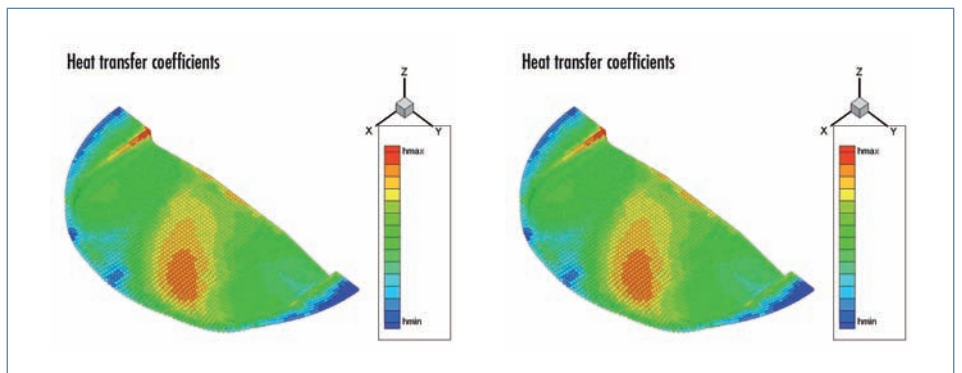 Heat transfer coefficients
Z
X
Y
hmax
hmin
Heat transfer coefficients
Z
X
Y
hmax
hmin